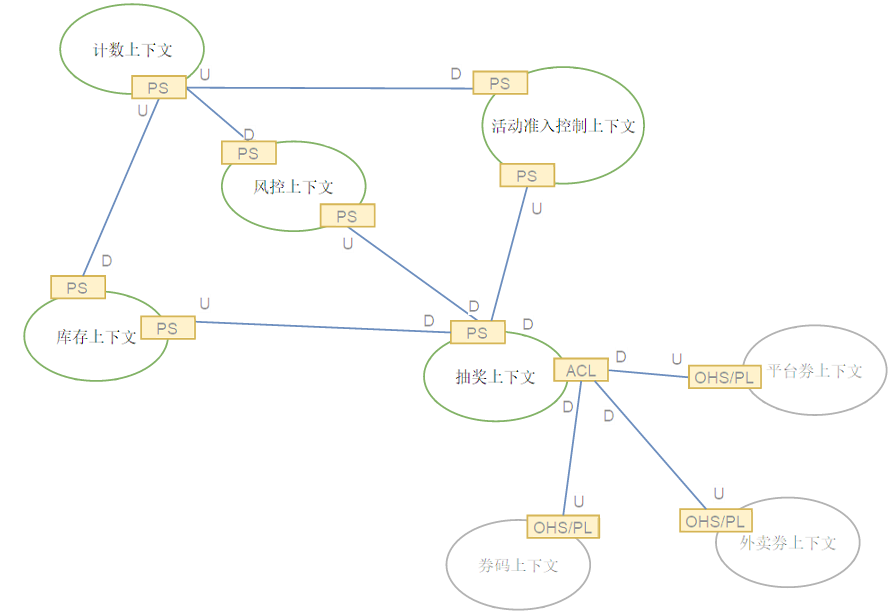 计数上下文
PS
U
U
D
PS
活动准入控制上下文
D
PS
风控上下文
PS
U
PS
U
D
PS
库存上下文
PS
U
D
D
D
PS
抽奖上下文
ACL
D
U
OHS/PL
平台券上下文
D
D
U
OHS/PL
券码上下文
U
OHS/PL
外卖券上下文